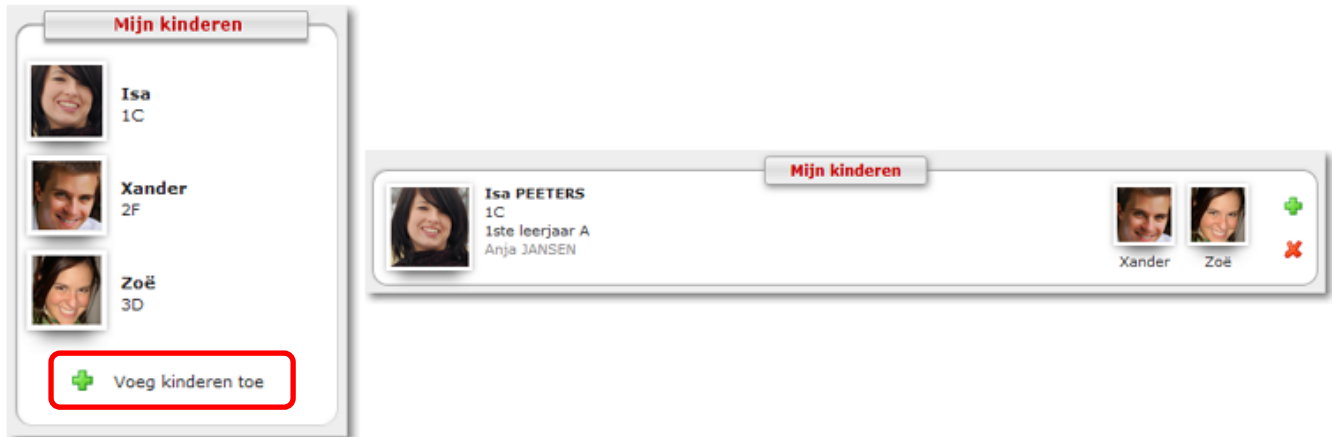 Mijn kinderen
Isa
1C
Xander
2F
Zoë
3D
Voeg kinderen toe
Mijn kinderen
Isa PEETERS
1C
1ste leerjaar A
Anja JANSEN
Xander Zoë